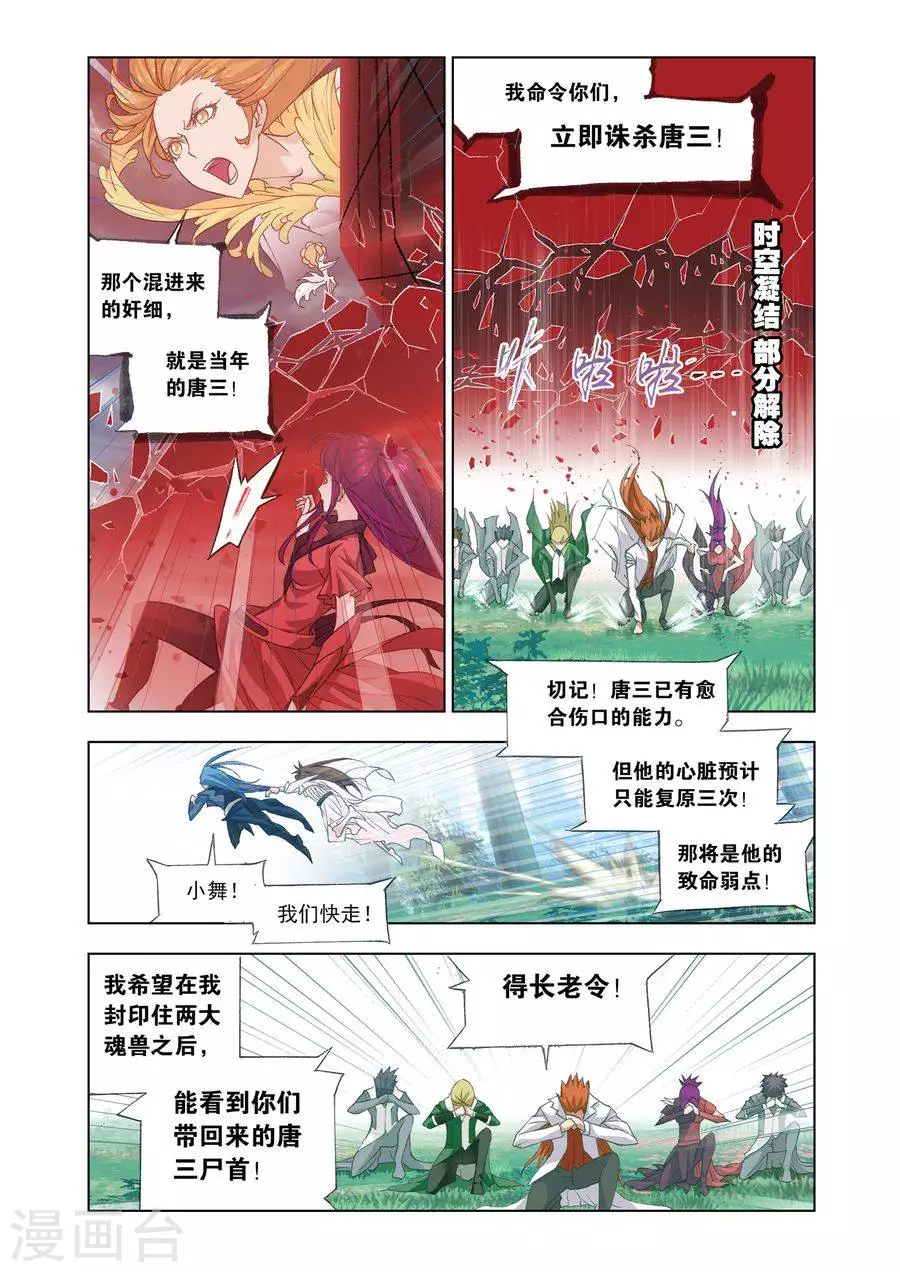 那个混进来
的奸细，
就是当年
的唐三！
我命令你们，
立即诛杀唐三！
时空凝结 部分解除
咔 啦 啦
切记！唐三已有愈
合伤口的能力。
但他的心脏预计
只能复原三次！
那将是他的
致命弱点！
小舞！
我们快走！
我希望在我
封印住两大
魂兽之后，
能看到你们
带回来的唐
三尸首！
得长老令！
漫画台